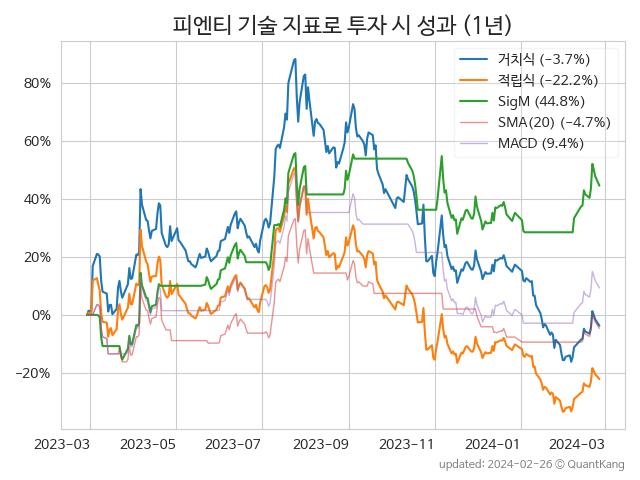 피엔티 기술 지표로 투자 시 성과 (1년)
거치식 (−3.7%)
적립식 (−22.2%)
SigM (44.8%)
SMA(20) (−4.7%)
MACD (9.4%)
80%
60%
40%
20%
0%
−20%
2023−03 2023−05 2023−07 2023−09 2023−11 2024−01 2024−03
updated: 2024−02−26 ⓒ QuantKang